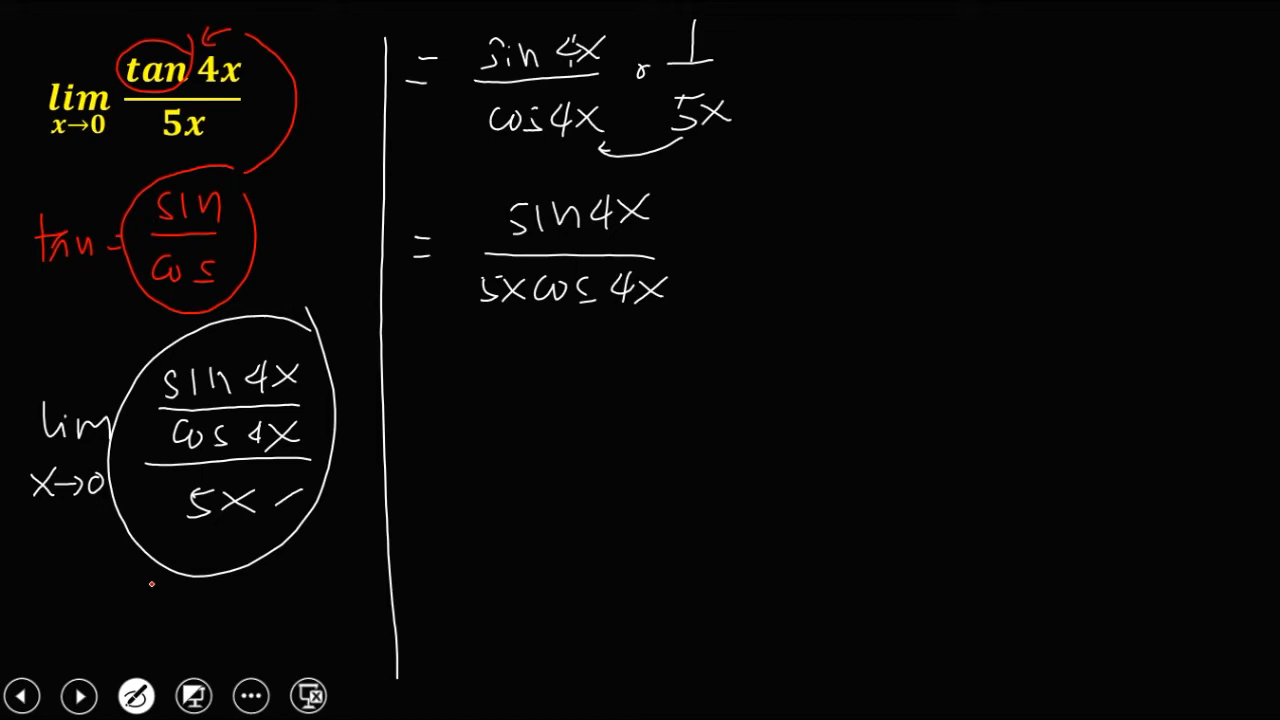 lim x→0 tan 4x / 5x
tan = sin / cos
lim x→0 sin 4x / cos 4x / 5x
= sin 4x / cos 4x · 1 / 5x
= sin 4x / 5x cos 4x